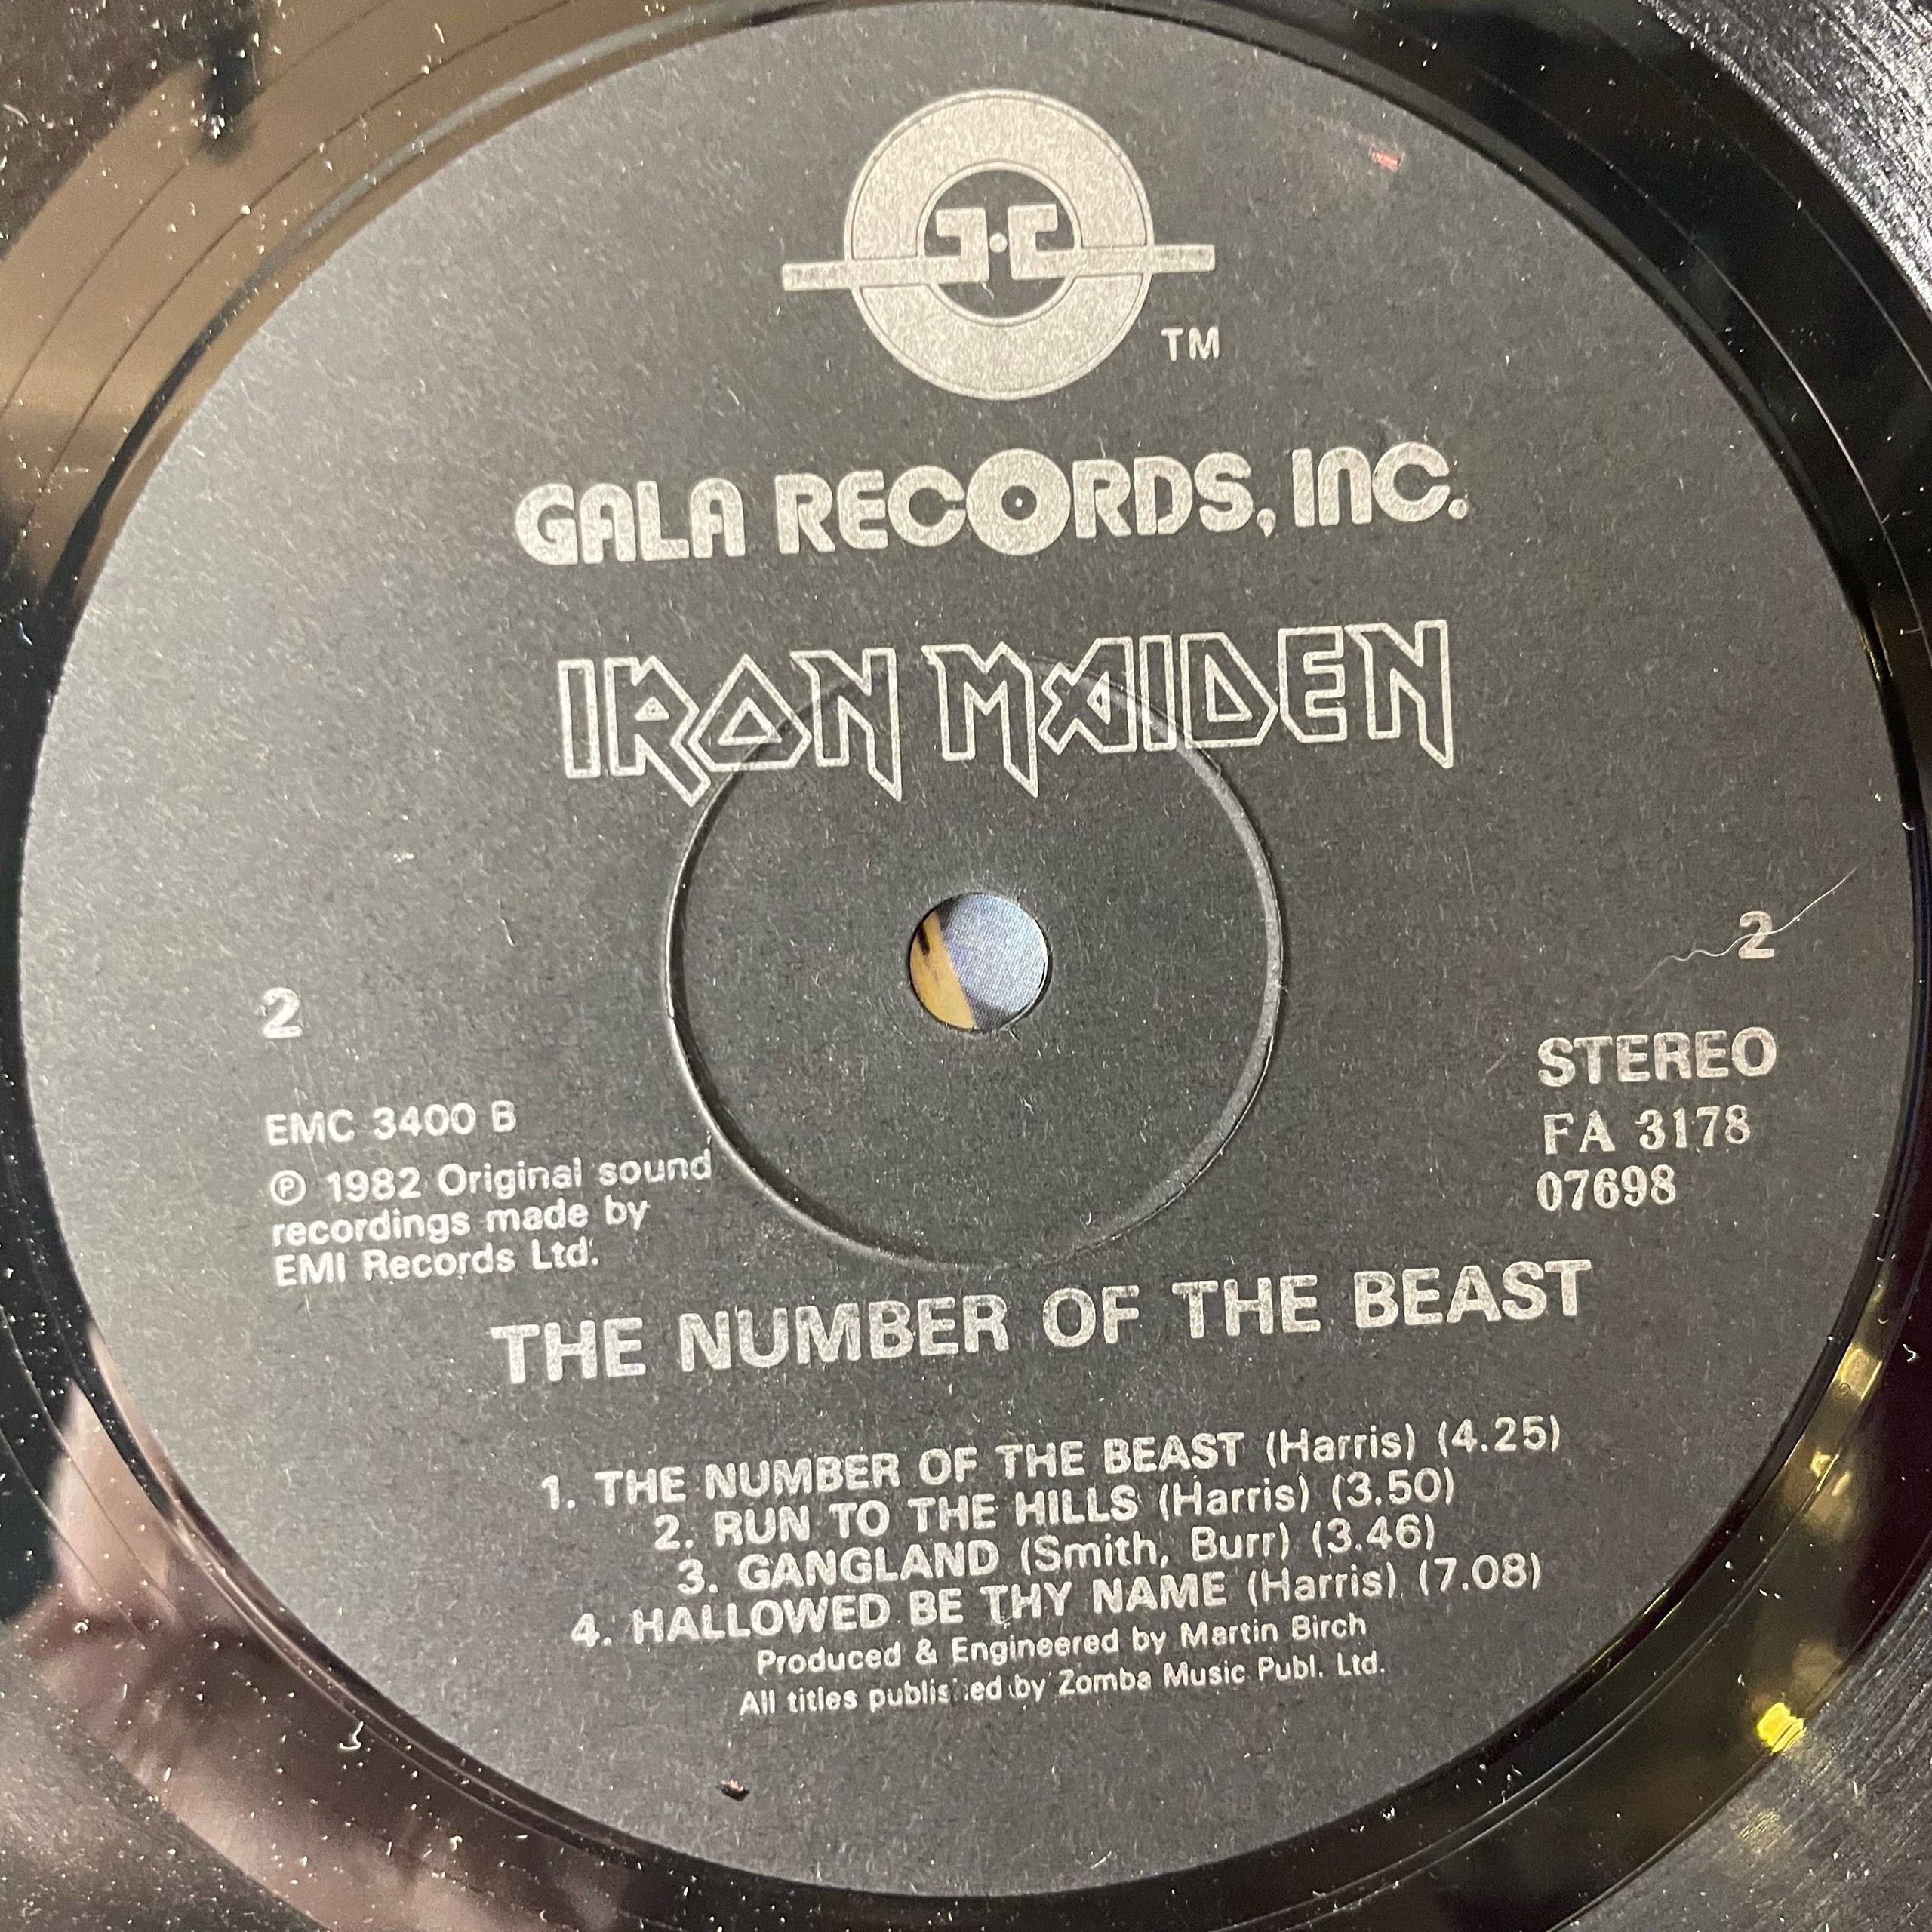 TM
GALA RECORDS, INC.
IRON MAIDEN
2
2
EMC 3400 B
℗ 1982 Original sound
recordings made by
EMI Records Ltd.
STEREO
FA 3178
07698
THE NUMBER OF THE BEAST
1. THE NUMBER OF THE BEAST (Harris) (4.25)
2. RUN TO THE HILLS (Harris) (3.50)
3. GANGLAND (Smith, Burr) (3.46)
4. HALLOWED BE THY NAME (Harris) (7.08)
Produced & Engineered by Martin Birch
All titles published by Zomba Music Publ. Ltd.